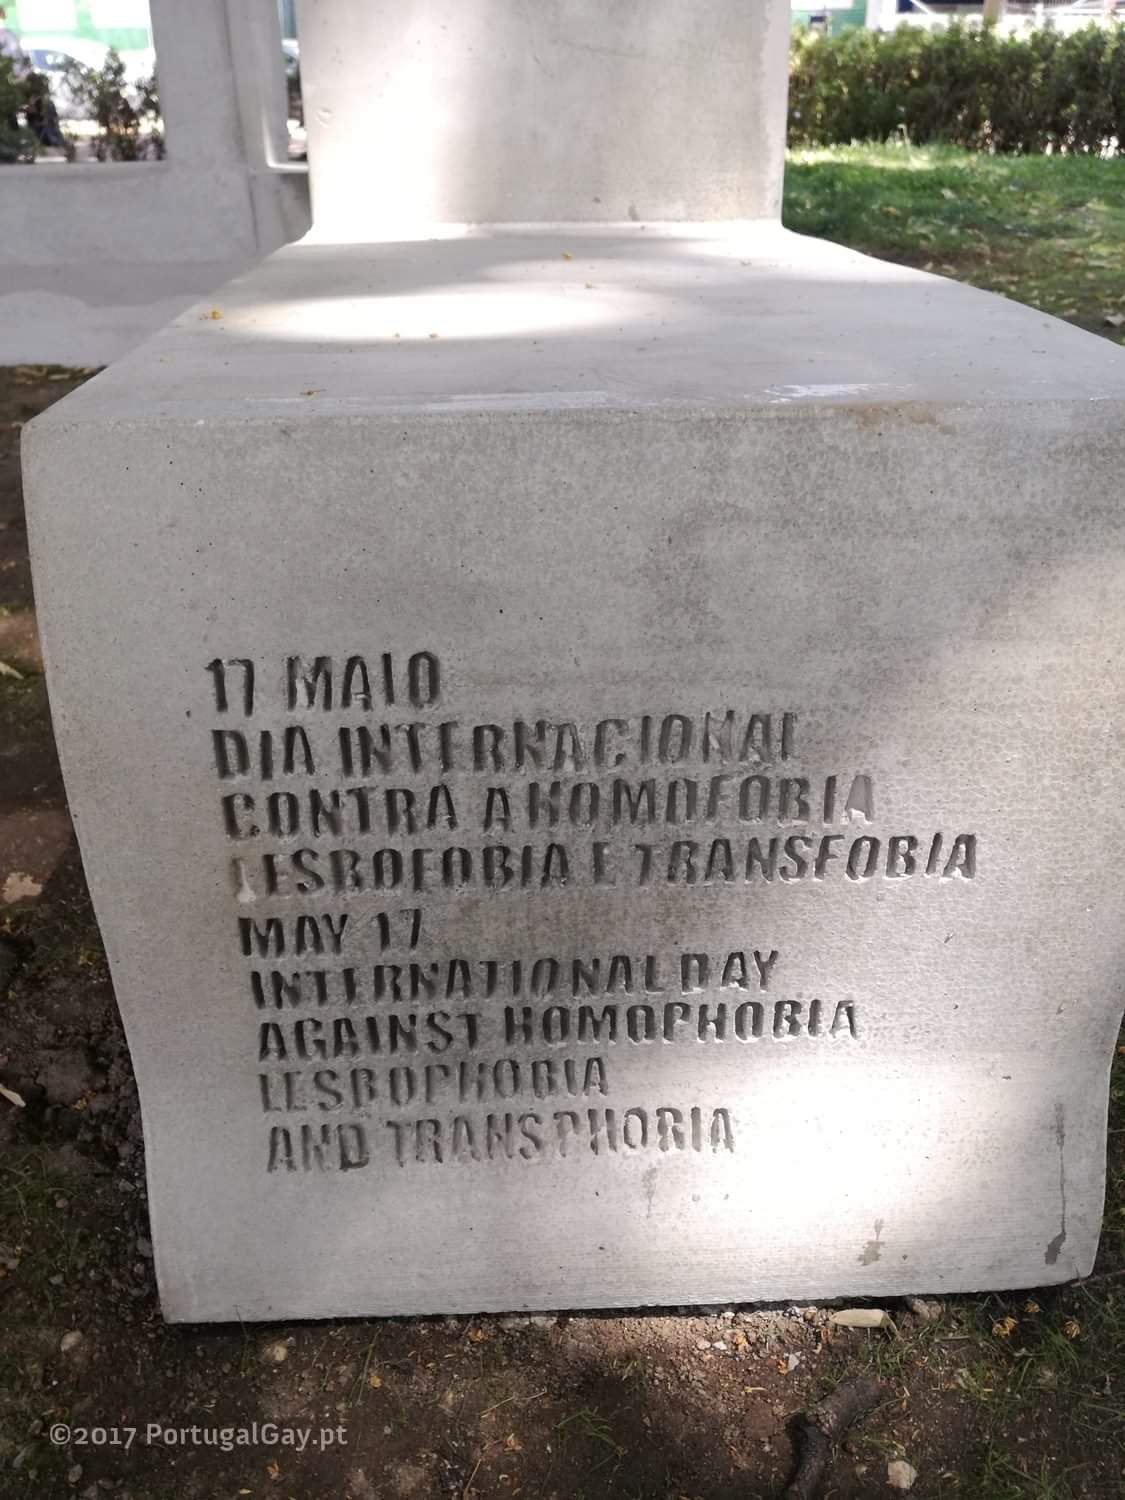 17 MAIO
DIA INTERNACIONAL
CONTRA A HOMOFOBIA
LESBOFOBIA E TRANSFOBIA
MAY 17
INTERNATIONAL DAY
AGAINST HOMOPHOBIA
LESBOPHOBIA
AND TRANSPHOBIA
©2017 PortugalGay.pt